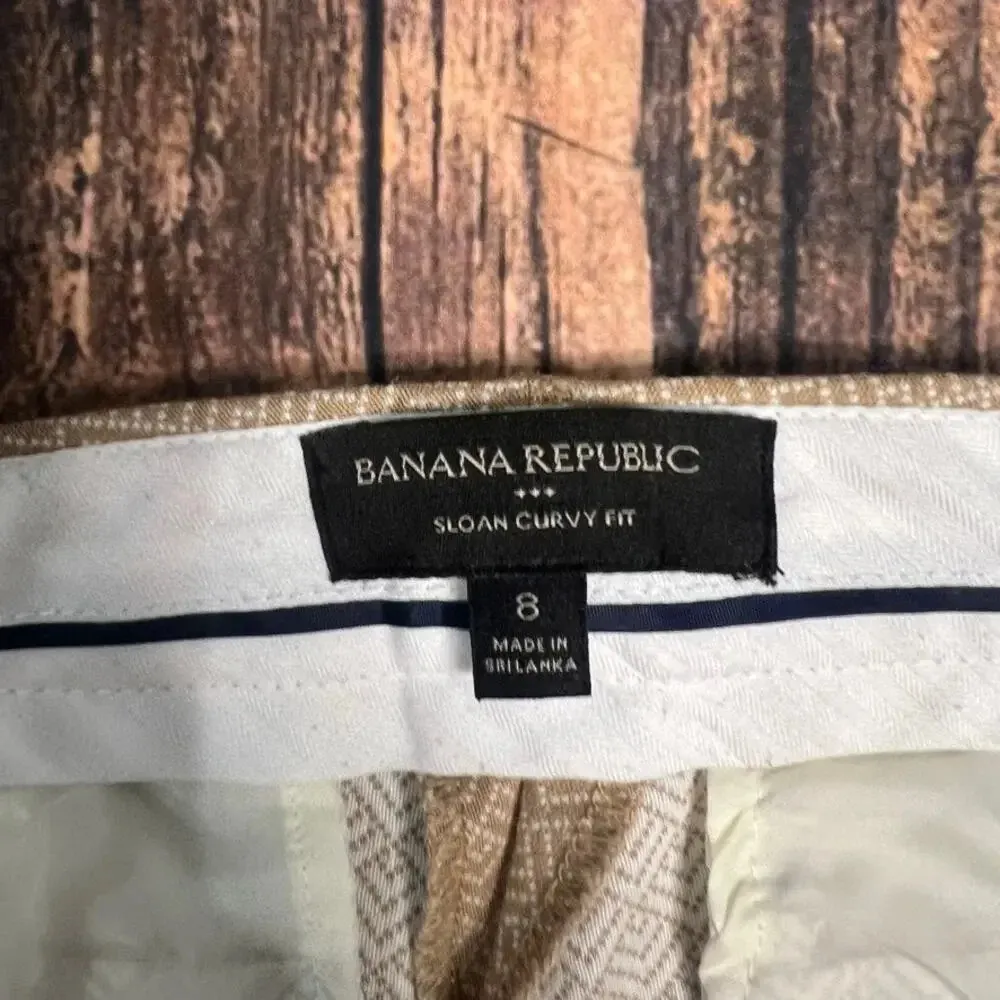 BANANA REPUBLIC
SLOAN CURVY FIT
8
MADE IN
SRI LANKA